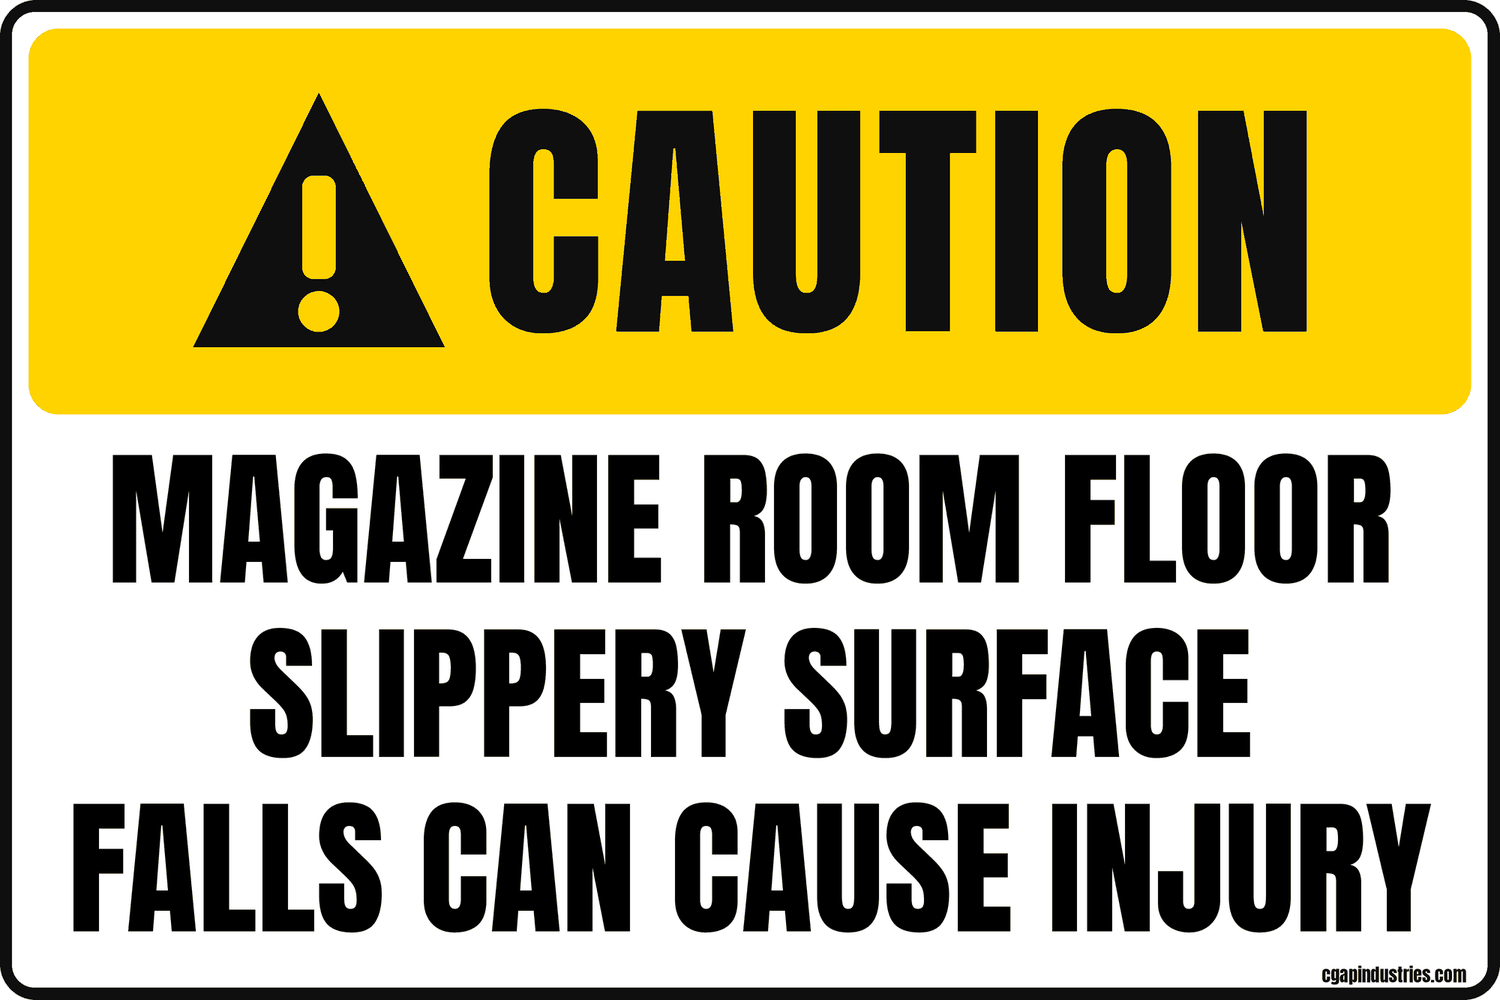 CAUTION
MAGAZINE ROOM FLOOR
SLIPPERY SURFACE
FALLS CAN CAUSE INJURY
cgapindustries.com